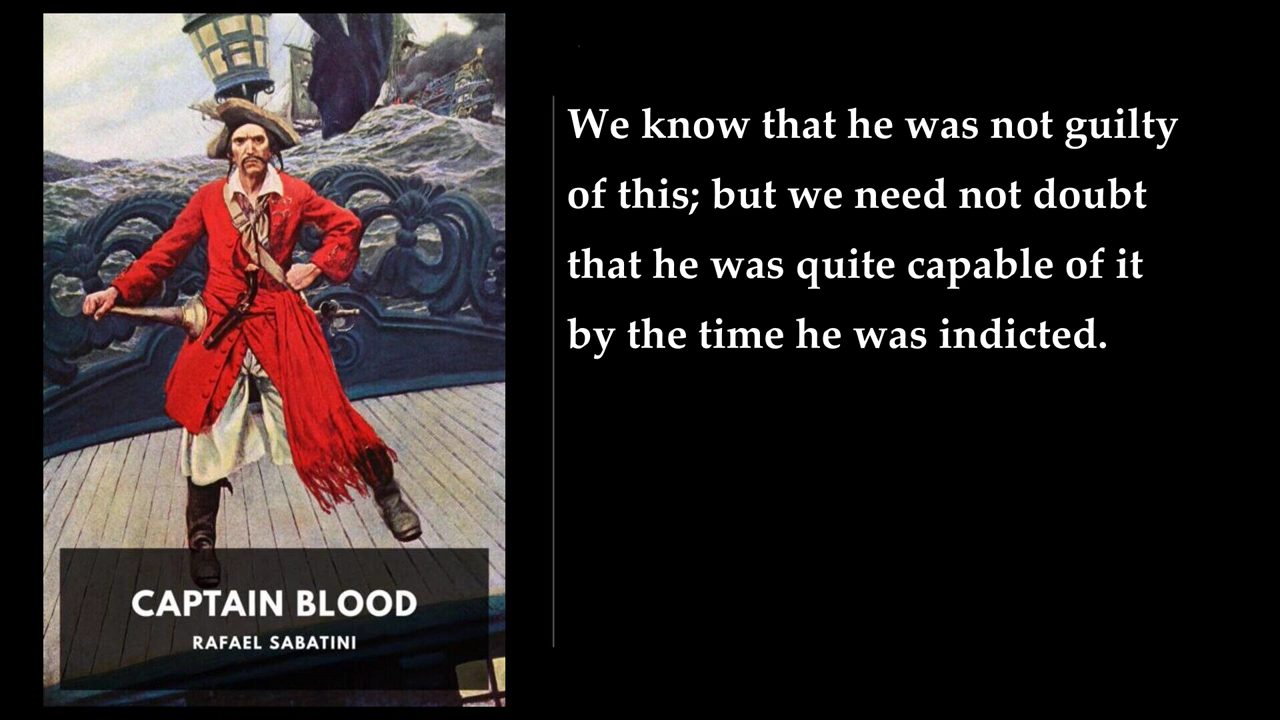 CAPTAIN BLOOD
RAFAEL SABATINI
We know that he was not guilty
of this; but we need not doubt
that he was quite capable of it
by the time he was indicted.